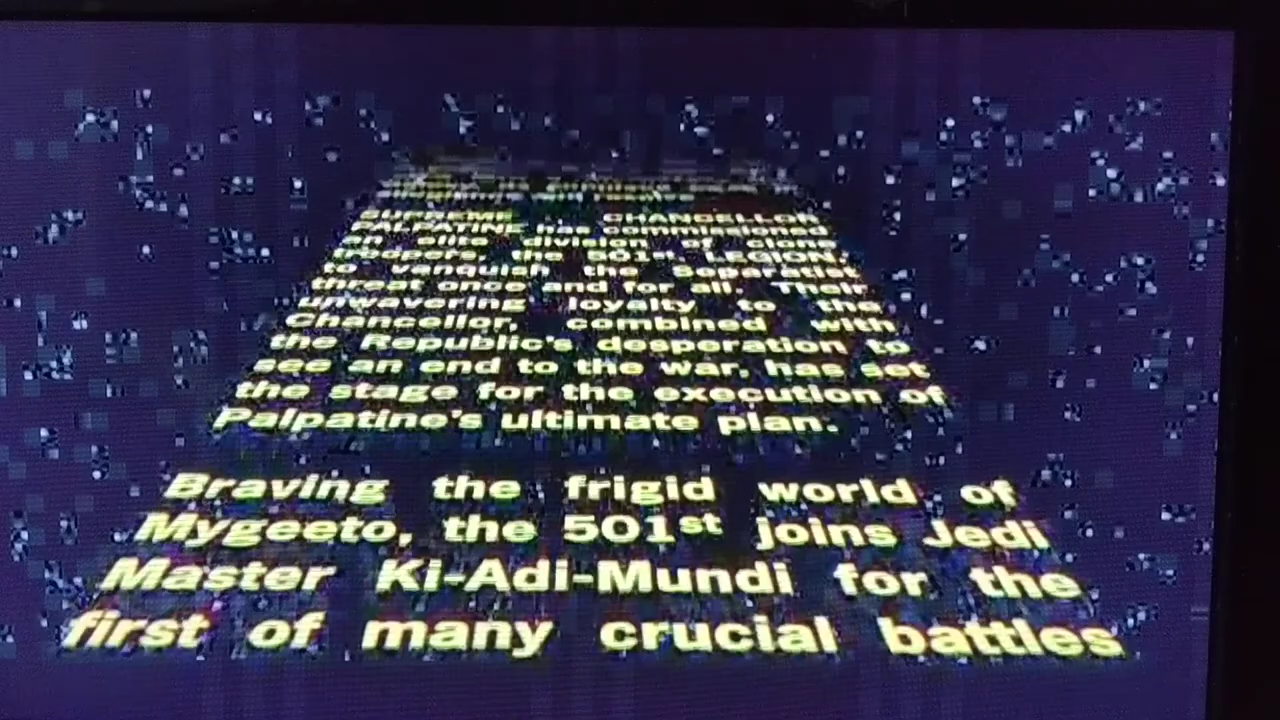 SUPREME CHANCELLOR
PALPATINE has commissioned
an elite division of clone
troopers, the 501st LEGION,
to vanquish the Separatist
threat once and for all. Their
unwavering loyalty to the
Chancellor, combined with
the Republic's desperation to
see an end to the war, has set
the stage for the execution of
Palpatine's ultimate plan.
Braving the frigid world of
Mygeeto, the 501st joins Jedi
Master Ki-Adi-Mundi for the
first of many crucial battles